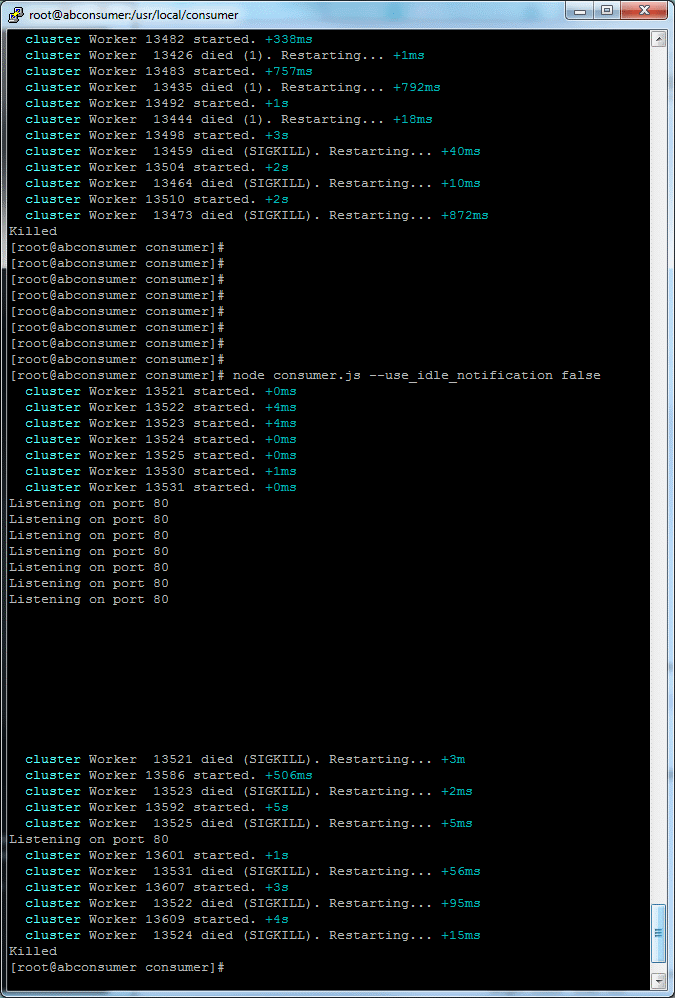 root@abconsumer:/usr/local/consumer
cluster Worker 13482 started. +338ms
cluster Worker  13426 died (1). Restarting... +1ms
cluster Worker 13483 started. +757ms
cluster Worker  13435 died (1). Restarting... +792ms
cluster Worker 13492 started. +1s
cluster Worker  13444 died (1). Restarting... +18ms
cluster Worker 13498 started. +3s
cluster Worker  13459 died (SIGKILL). Restarting... +40ms
cluster Worker 13504 started. +2s
cluster Worker  13464 died (SIGKILL). Restarting... +10ms
cluster Worker 13510 started. +2s
cluster Worker  13473 died (SIGKILL). Restarting... +872ms
Killed
[root@abconsumer consumer]#
[root@abconsumer consumer]#
[root@abconsumer consumer]#
[root@abconsumer consumer]#
[root@abconsumer consumer]#
[root@abconsumer consumer]#
[root@abconsumer consumer]#
[root@abconsumer consumer]#
[root@abconsumer consumer]# node consumer.js --use_idle_notification false
cluster Worker 13521 started. +0ms
cluster Worker 13522 started. +4ms
cluster Worker 13523 started. +4ms
cluster Worker 13524 started. +0ms
cluster Worker 13525 started. +0ms
cluster Worker 13530 started. +1ms
cluster Worker 13531 started. +0ms
Listening on port 80
Listening on port 80
Listening on port 80
Listening on port 80
Listening on port 80
Listening on port 80
Listening on port 80
cluster Worker  13521 died (SIGKILL). Restarting... +3m
cluster Worker 13586 started. +506ms
cluster Worker  13523 died (SIGKILL). Restarting... +2ms
cluster Worker 13592 started. +5s
cluster Worker  13525 died (SIGKILL). Restarting... +5ms
Listening on port 80
cluster Worker 13601 started. +1s
cluster Worker  13531 died (SIGKILL). Restarting... +56ms
cluster Worker 13607 started. +3s
cluster Worker  13522 died (SIGKILL). Restarting... +95ms
cluster Worker 13609 started. +4s
cluster Worker  13524 died (SIGKILL). Restarting... +15ms
Killed
[root@abconsumer consumer]#